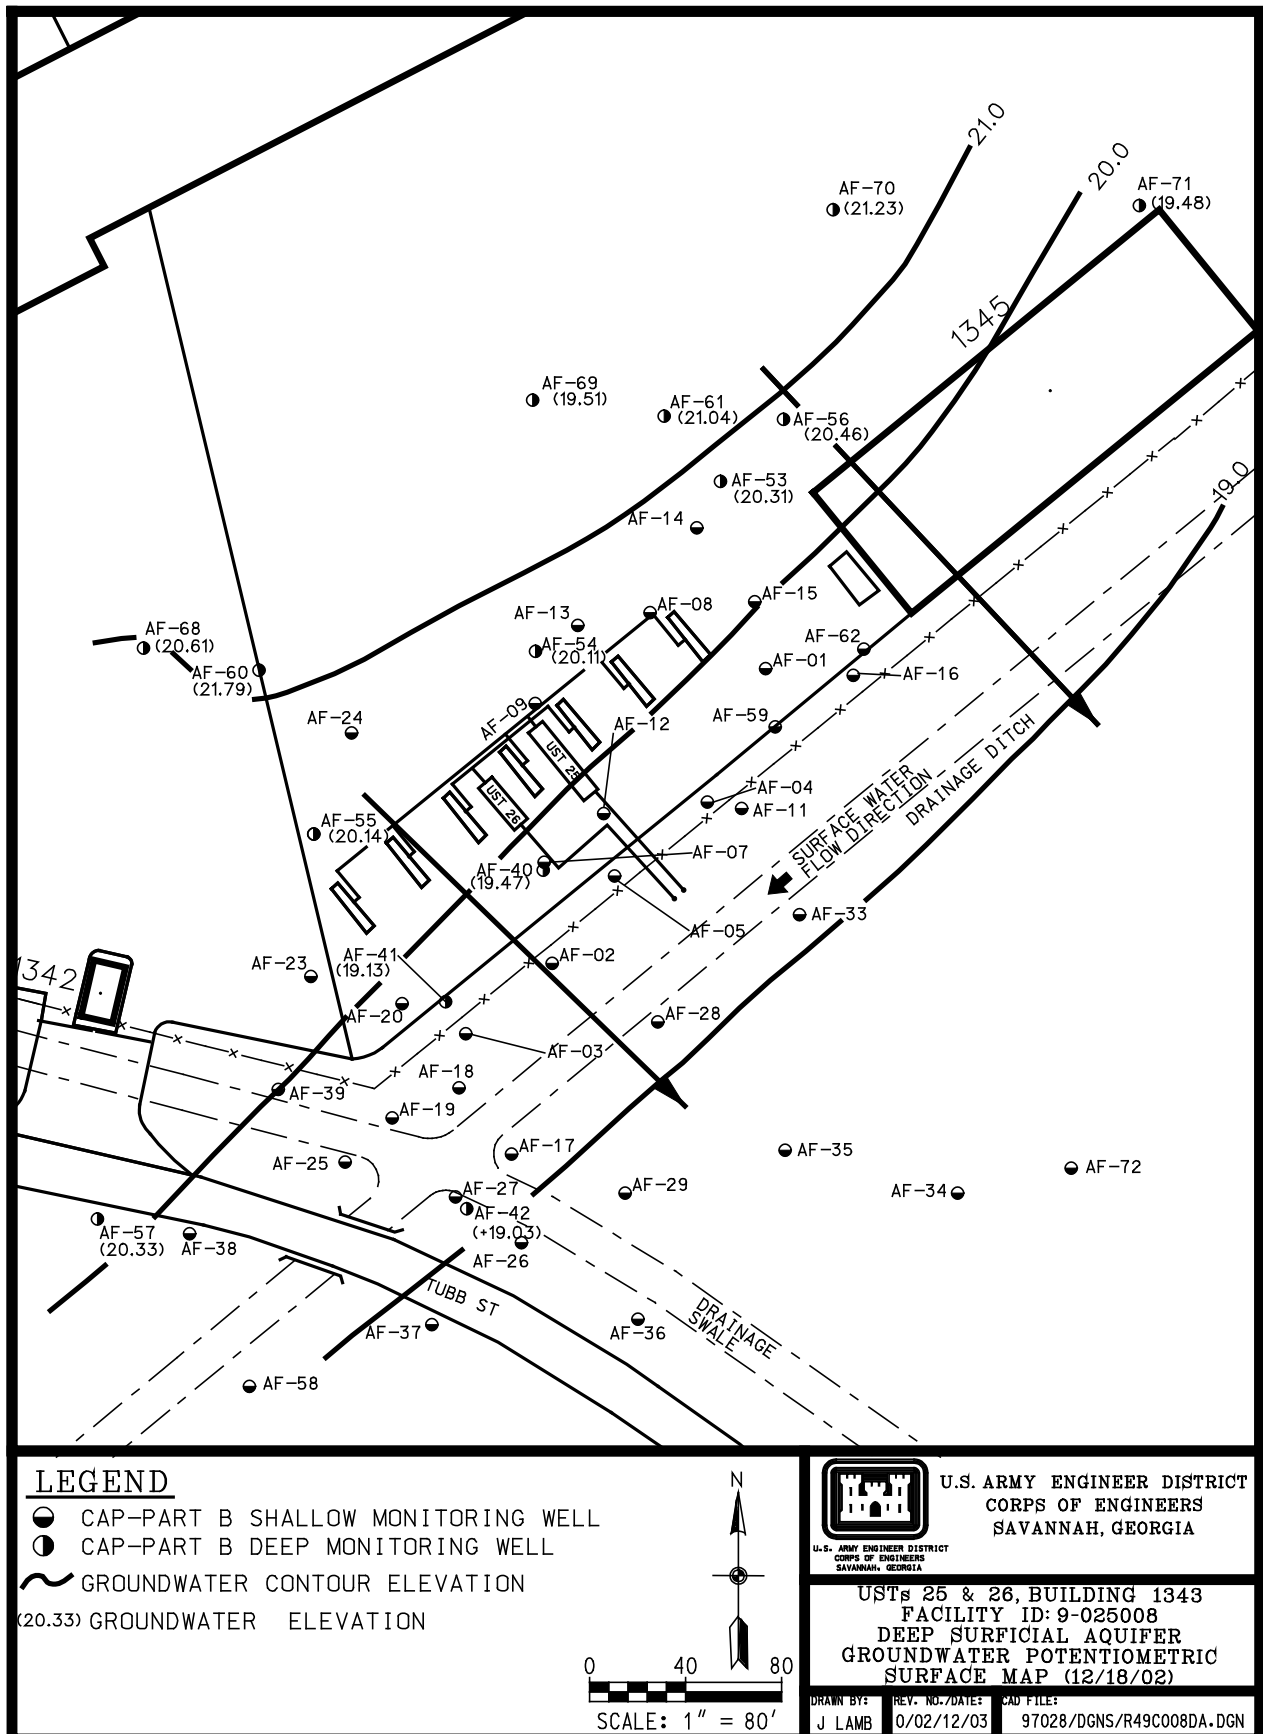 21.0
20.0
AF-70
(21.23)
AF-71
(19.48)
1345
AF-69
(19.51)
AF-61
(21.04)
AF-56
(20.46)
AF-53
(20.31)
AF-14
19.0
AF-15
AF-08
AF-13
AF-68
(20.61)
AF-54
(20.11)
AF-62
AF-60
(21.79)
AF-01
AF-16
AF-24
AF-09
AF-12
AF-59
UST 25
UST 26
AF-04
AF-11
SURFACE WATER
FLOW DIRECTION
DRAINAGE DITCH
AF-55
(20.14)
AF-07
AF-40
(19.47)
AF-33
AF-05
AF-41
(19.13)
AF-02
AF-23
1342
AF-20
AF-28
AF-03
AF-18
AF-39
AF-19
AF-17
AF-35
AF-25
AF-72
AF-27
AF-29
AF-34
AF-42
(+19.03)
AF-57
(20.33)
AF-38
AF-26
TUBB ST
DRAINAGE
SWALE
AF-37
AF-36
AF-58
LEGEND
CAP-PART B SHALLOW MONITORING WELL
CAP-PART B DEEP MONITORING WELL
GROUNDWATER CONTOUR ELEVATION
(20.33) GROUNDWATER ELEVATION
N
0 40 80
SCALE: 1" = 80'
U.S. ARMY ENGINEER DISTRICT
CORPS OF ENGINEERS
SAVANNAH, GEORGIA
U.S. ARMY ENGINEER DISTRICT
CORPS OF ENGINEERS
SAVANNAH, GEORGIA
USTs 25 & 26, BUILDING 1343
FACILITY ID: 9-025008
DEEP SURFICIAL AQUIFER
GROUNDWATER POTENTIOMETRIC
SURFACE MAP (12/18/02)
DRAWN BY:
J LAMB
REV. NO./DATE:
0/02/12/03
CAD FILE:
97028/DGNS/R49C008DA.DGN